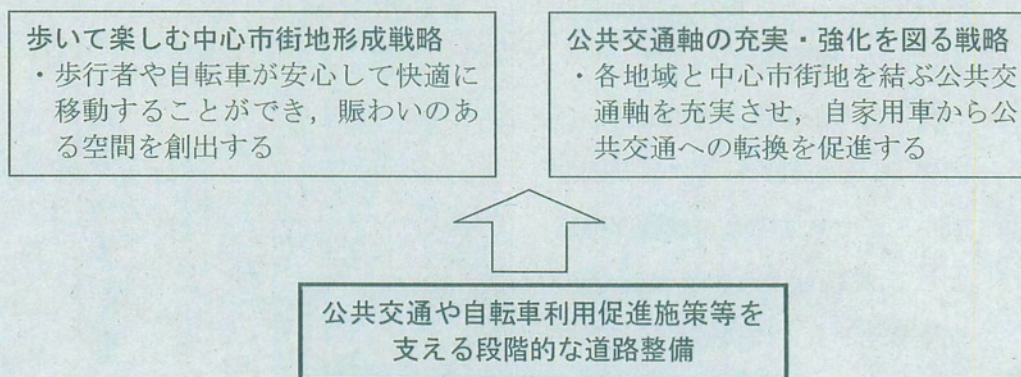 歩いて楽しむ中心市街地形成戦略
・歩行者や自転車が安心して快適に
移動することができ，賑わいのあ
る空間を創出する
公共交通軸の充実・強化を図る戦略
・各地域と中心市街地を結ぶ公共交
通軸を充実させ，自家用車から公
共交通への転換を促進する
公共交通や自転車利用促進施策等を
支える段階的な道路整備